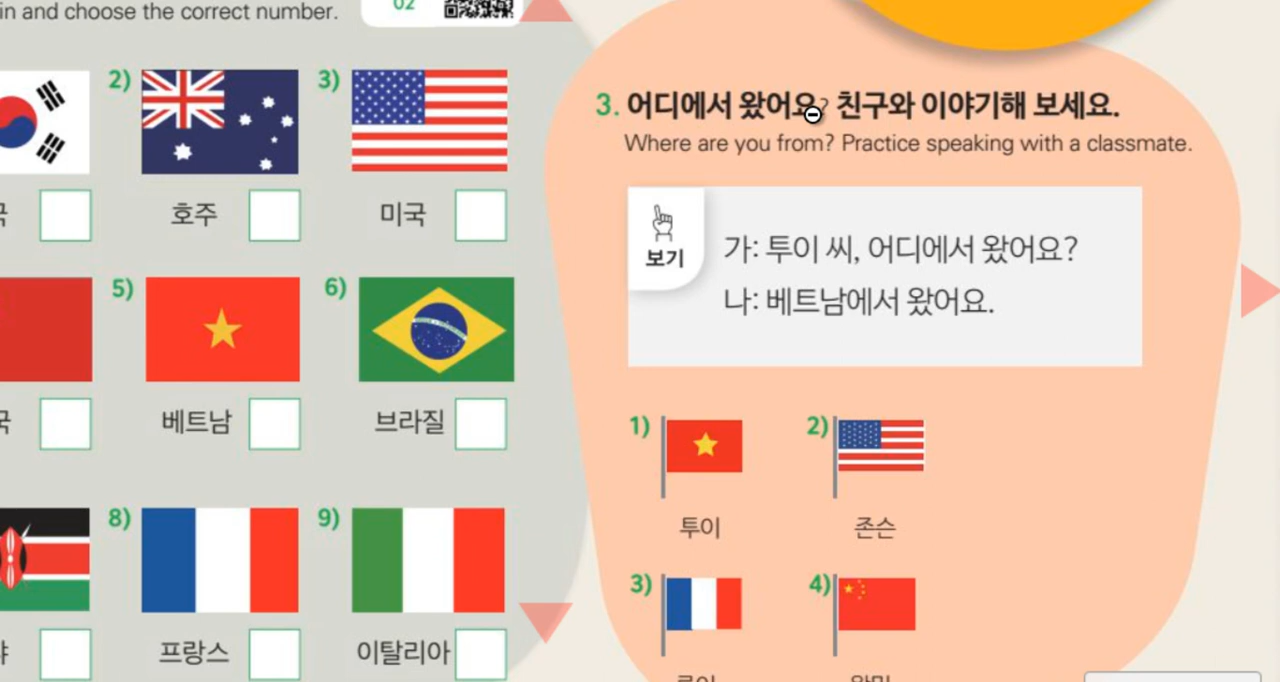 in and choose the correct number.
02
2)
3)
호주
미국
5)
6)
베트남
브라질
8)
9)
프랑스
이탈리아
3. 어디에서 왔어요? 친구와 이야기해 보세요.
Where are you from? Practice speaking with a classmate.
보기
가: 투이 씨, 어디에서 왔어요?
나: 베트남에서 왔어요.
1)
2)
투이
존슨
3)
4)